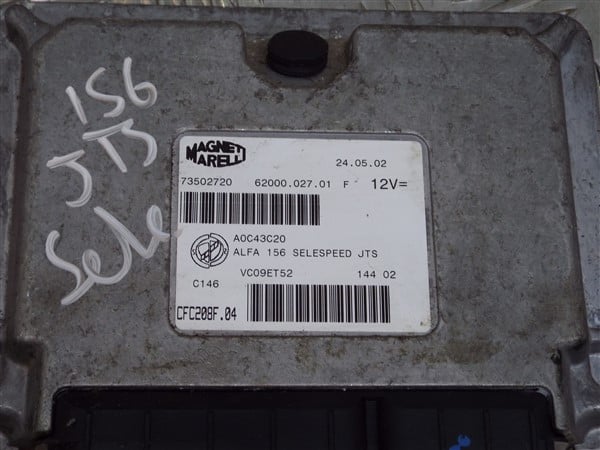 156
JTS
Sele
MAGNETI
MARELLI
24.05.02
73502720 62000.027.01 F 12V=
A0C43C20
ALFA 156 SELESPEED JTS
VC09ET52 144 02
C146
CFC208F.04